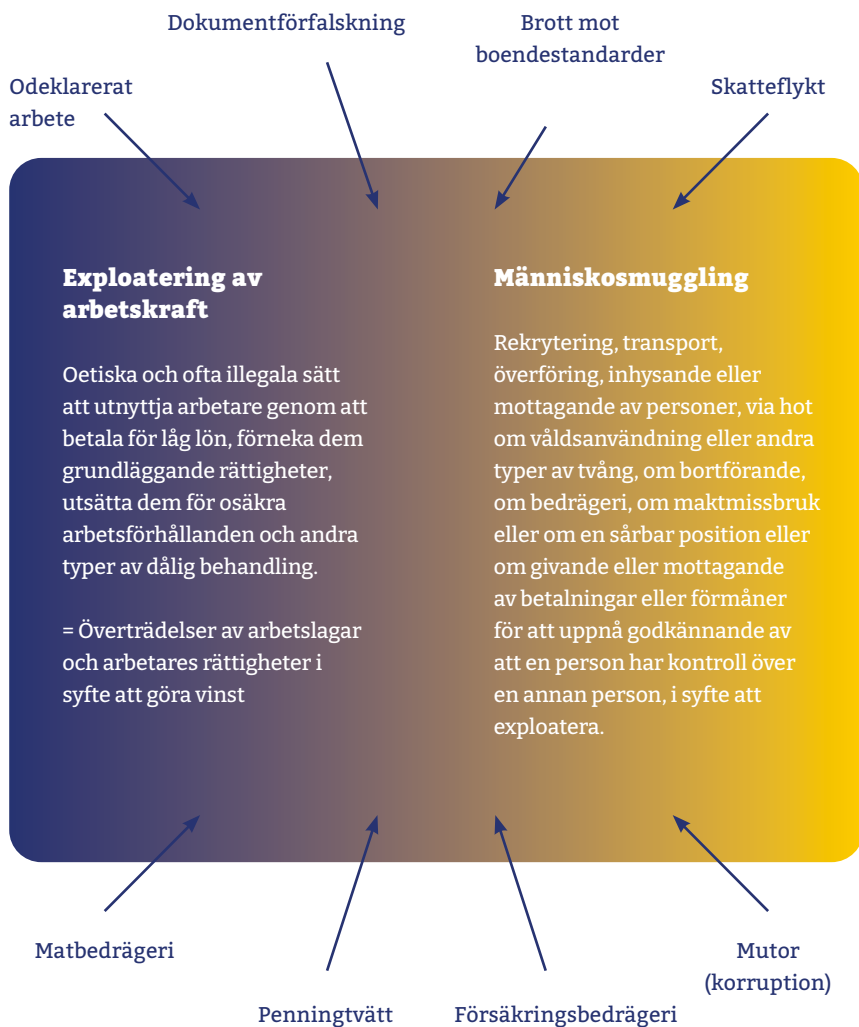 Dokumentförfalskning
Brott mot
boendestandarder
Odeklarerat
arbete
Skatteflykt
Exploatering av
arbetskraft
Oetiska och ofta illegala sätt
att utnyttja arbetare genom att
betala för låg lön, förneka dem
grundläggande rättigheter,
utsätta dem för osäkra
arbetsförhållanden och andra
typer av dålig behandling.
= Överträdelser av arbetslagar
och arbetares rättigheter i
syfte att göra vinst
Människosmuggling
Rekrytering, transport,
överföring, inhysande eller
mottagande av personer, via hot
om våldsanvändning eller andra
typer av tvång, om bortförande,
om bedrägeri, om maktmissbruk
eller om en sårbar position eller
om givande eller mottagande
av betalningar eller förmåner
för att uppnå godkännande av
att en person har kontroll över
en annan person, i syfte att
exploatera.
Matbedrägeri
Mutor
(korruption)
Penningtvätt
Försäkringsbedrägeri